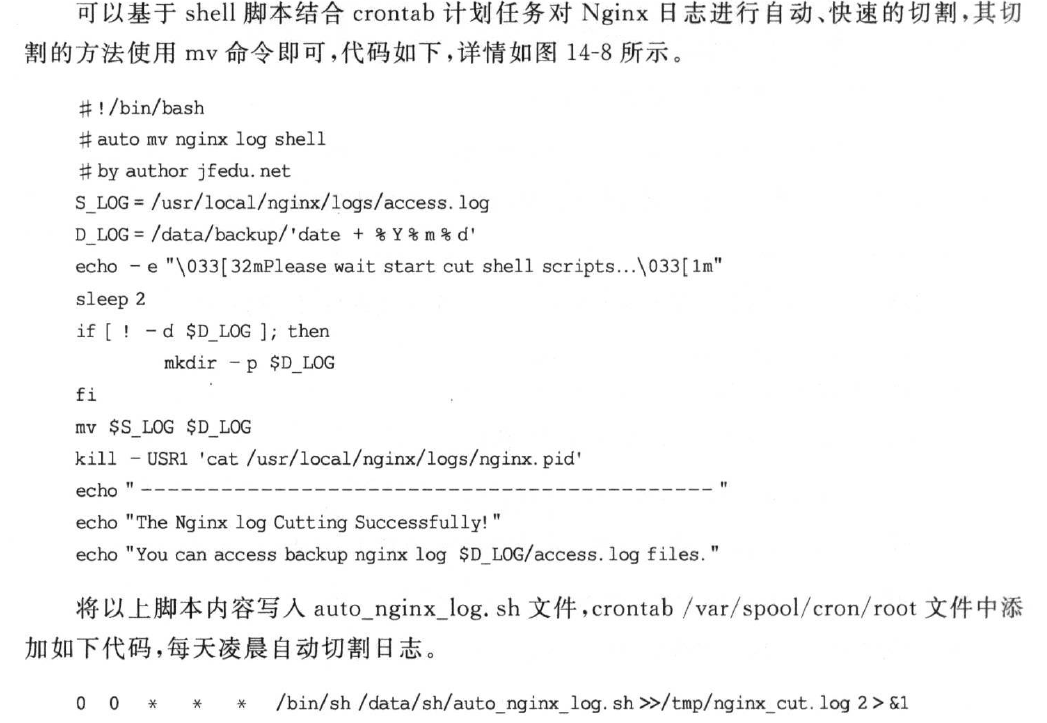 可以基于 shell 脚本结合 crontab 计划任务对 Nginx 日志进行自动、快速的切割,其切
割的方法使用 mv 命令即可,代码如下,详情如图 14-8 所示。
#!/bin/bash
#auto mv nginx log shell
#by author jfedu.net
S_LOG=/usr/local/nginx/logs/access.log
D_LOG=/data/backup/'date +%Y%m%d'
echo -e "\033[32mPlease wait start cut shell scripts...\033[1m"
sleep 2
if [ ! -d $D_LOG ]; then
        mkdir -p $D_LOG
fi
mv $S_LOG $D_LOG
kill -USR1 'cat /usr/local/nginx/logs/nginx.pid'
echo "-------------------------------------------"
echo "The Nginx log Cutting Successfully!"
echo "You can access backup nginx log $D_LOG/access.log files."
将以上脚本内容写入 auto_nginx_log.sh 文件,crontab /var/spool/cron/root 文件中添
加如下代码,每天凌晨自动切割日志。
0 0 * * * /bin/sh /data/sh/auto_nginx_log.sh >>/tmp/nginx_cut.log 2>&1